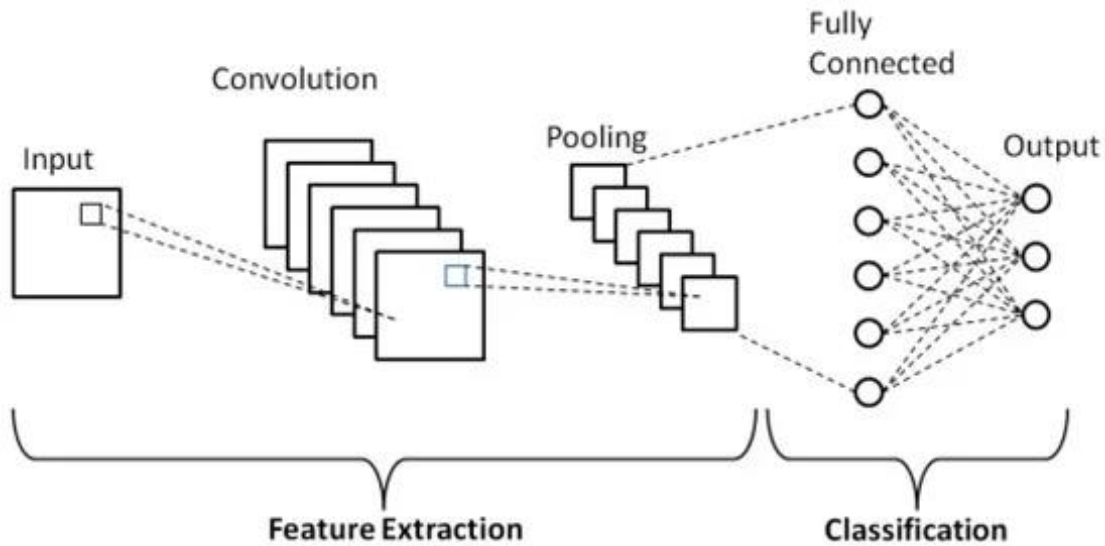 Input
Convolution
Pooling
Fully
Connected
Output
Feature Extraction
Classification